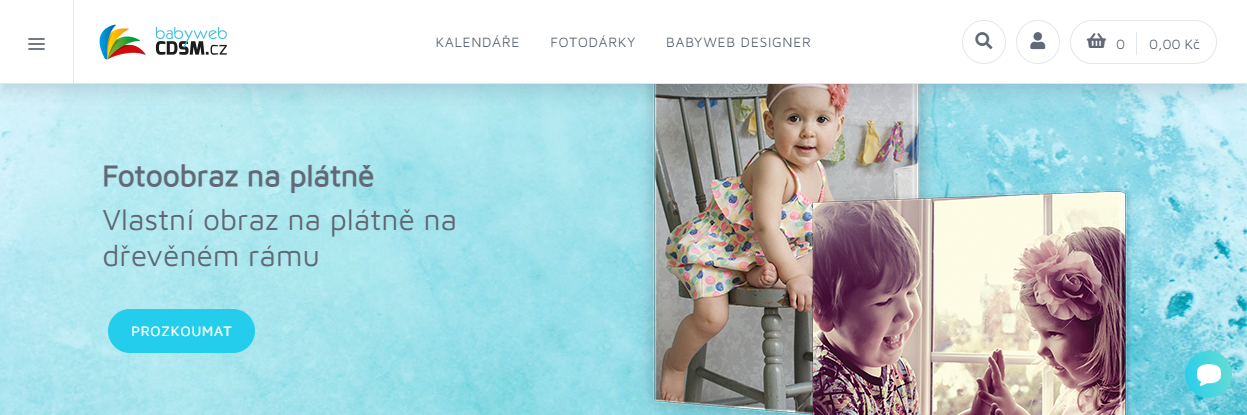 babyweb
CDSM.cz
KALENDÁŘE
FOTODÁRKY
BABYWEB DESIGNER
0
0,00 Kč
Fotoobraz na plátně
Vlastní obraz na plátně na
dřevěném rámu
PROZKOUMAT